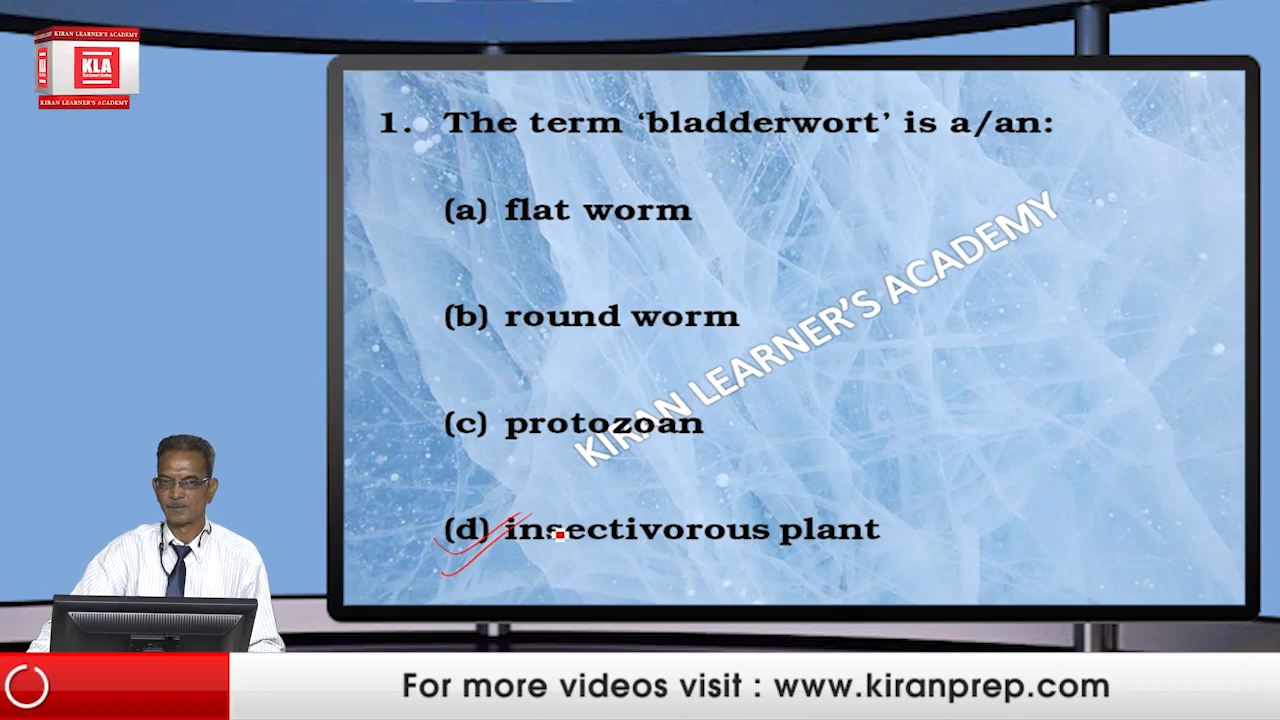 KIRAN LEARNER'S ACADEMY
KLA
KIRAN LEARNER'S ACADEMY
1. The term ‘bladderwort’ is a/an:
(a) flat worm
(b) round worm
(c) protozoan
(d) insectivorous plant
KIRAN LEARNER'S ACADEMY
For more videos visit : www.kiranprep.com